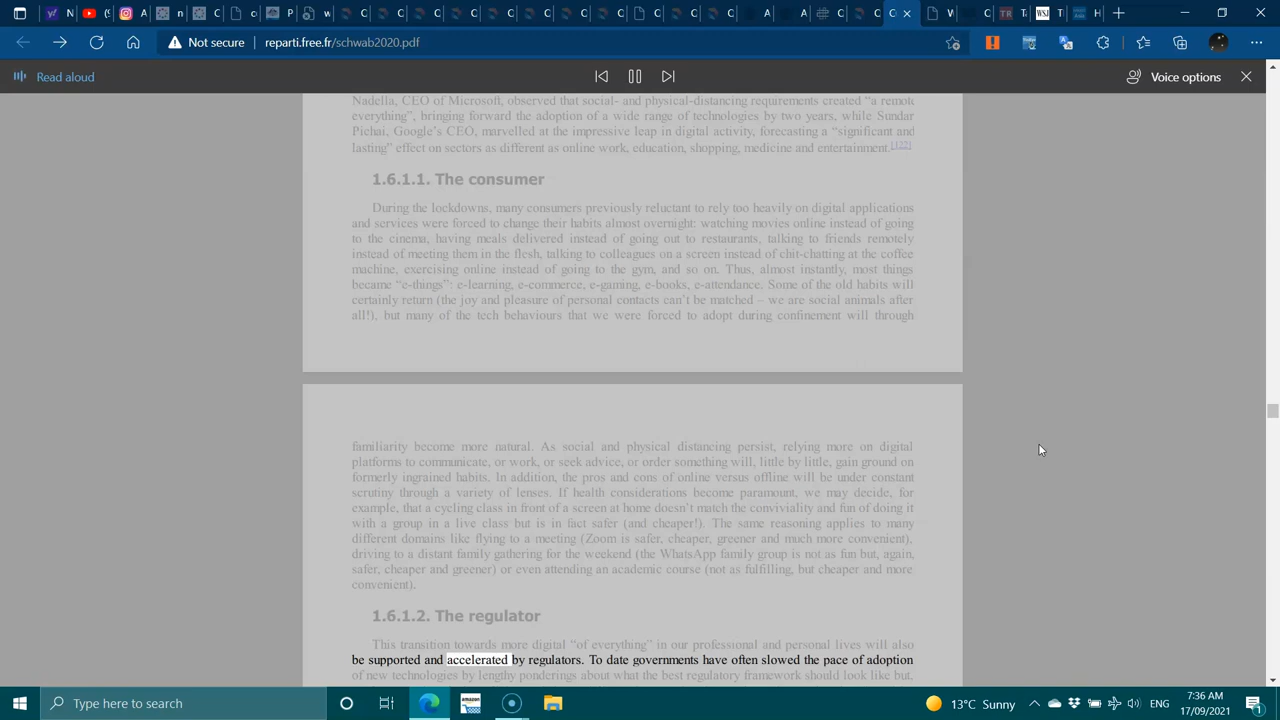 Not secure
reparti.free.fr/schwab2020.pdf
Read aloud
Voice options
Nadella, CEO of Microsoft, observed that social- and physical-distancing requirements created “a remote
everything”, bringing forward the adoption of a wide range of technologies by two years, while Sundar
Pichai, Google’s CEO, marvelled at the impressive leap in digital activity, forecasting a “significant and
lasting” effect on sectors as different as online work, education, shopping, medicine and entertainment.[22]
1.6.1.1. The consumer
During the lockdowns, many consumers previously reluctant to rely too heavily on digital applications
and services were forced to change their habits almost overnight: watching movies online instead of going
to the cinema, having meals delivered instead of going out to restaurants, talking to friends remotely
instead of meeting them in the flesh, talking to colleagues on a screen instead of chit-chatting at the coffee
machine, exercising online instead of going to the gym, and so on. Thus, almost instantly, most things
became “e-things”: e-learning, e-commerce, e-gaming, e-books, e-attendance. Some of the old habits will
certainly return (the joy and pleasure of personal contacts can’t be matched – we are social animals after
all!), but many of the tech behaviours that we were forced to adopt during confinement will through
familiarity become more natural. As social and physical distancing persist, relying more on digital
platforms to communicate, or work, or seek advice, or order something will, little by little, gain ground on
formerly ingrained habits. In addition, the pros and cons of online versus offline will be under constant
scrutiny through a variety of lenses. If health considerations become paramount, we may decide, for
example, that a cycling class in front of a screen at home doesn’t match the conviviality and fun of doing it
with a group in a live class but is in fact safer (and cheaper!). The same reasoning applies to many
different domains like flying to a meeting (Zoom is safer, cheaper, greener and much more convenient),
driving to a distant family gathering for the weekend (the WhatsApp family group is not as fun but, again,
safer, cheaper and greener) or even attending an academic course (not as fulfilling, but cheaper and more
convenient).
1.6.1.2. The regulator
This transition towards more digital “of everything” in our professional and personal lives will also
be supported and accelerated by regulators. To date governments have often slowed the pace of adoption
of new technologies by lengthy ponderings about what the best regulatory framework should look like but,
Type here to search
amazon
13°C Sunny
ENG
7:36 AM
17/09/2021